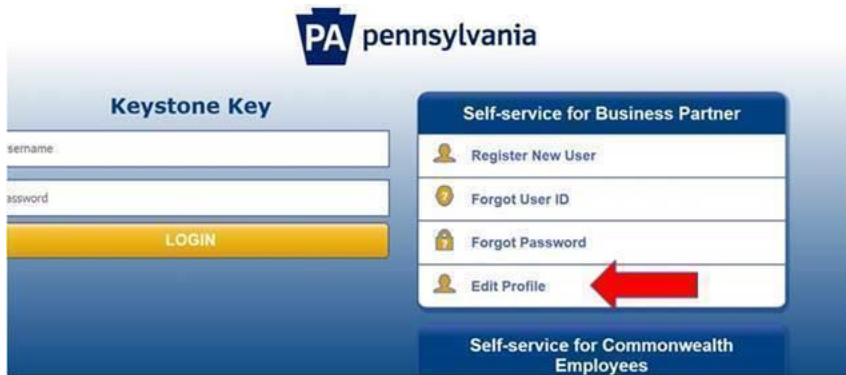 PA pennsylvania
Keystone Key
sername
assword
LOGIN
Self-service for Business Partner
Register New User
Forgot User ID
Forgot Password
Edit Profile
Self-service for Commonwealth
Employees